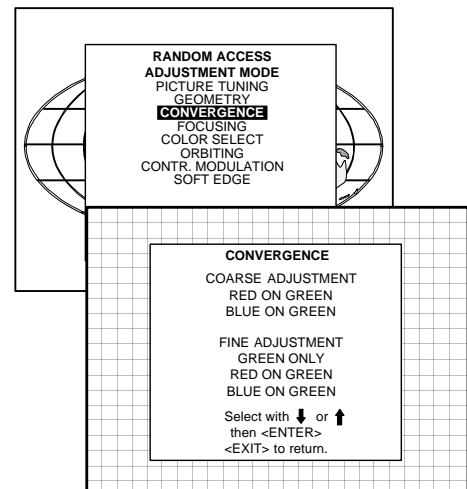 RANDOM ACCESS
ADJUSTMENT MODE
PICTURE TUNING
GEOMETRY
CONVERGENCE
FOCUSING
COLOR SELECT
ORBITING
CONTR. MODULATION
SOFT EDGE
CONVERGENCE
COARSE ADJUSTMENT
RED ON GREEN
BLUE ON GREEN
FINE ADJUSTMENT
GREEN ONLY
RED ON GREEN
BLUE ON GREEN
Select with ⬇ or ⬆
then <ENTER>
<EXIT> to return.